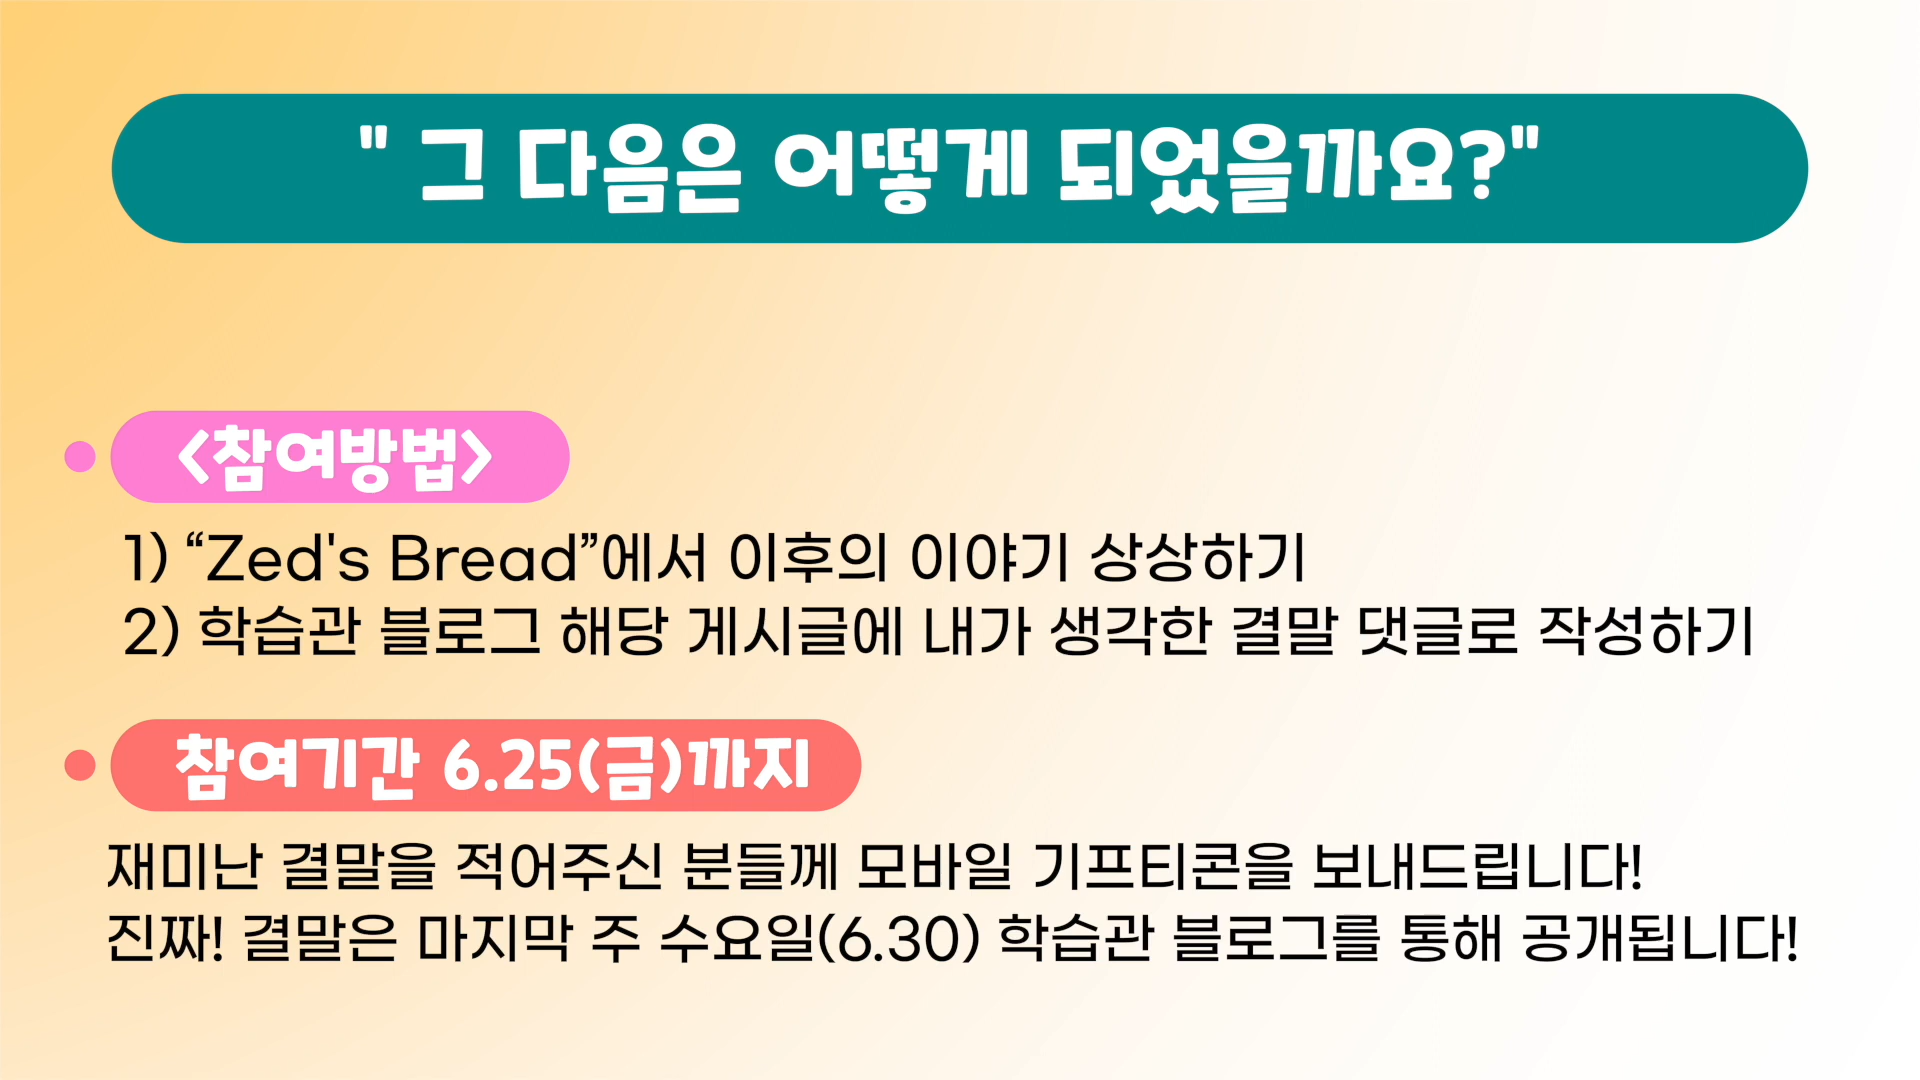 " 그 다음은 어떻게 되었을까요?"
<참여방법>
1) “Zed's Bread”에서 이후의 이야기 상상하기
2) 학습관 블로그 해당 게시글에 내가 생각한 결말 댓글로 작성하기
참여기간 6.25(금)까지
재미난 결말을 적어주신 분들께 모바일 기프티콘을 보내드립니다!
진짜! 결말은 마지막 주 수요일(6.30) 학습관 블로그를 통해 공개됩니다!